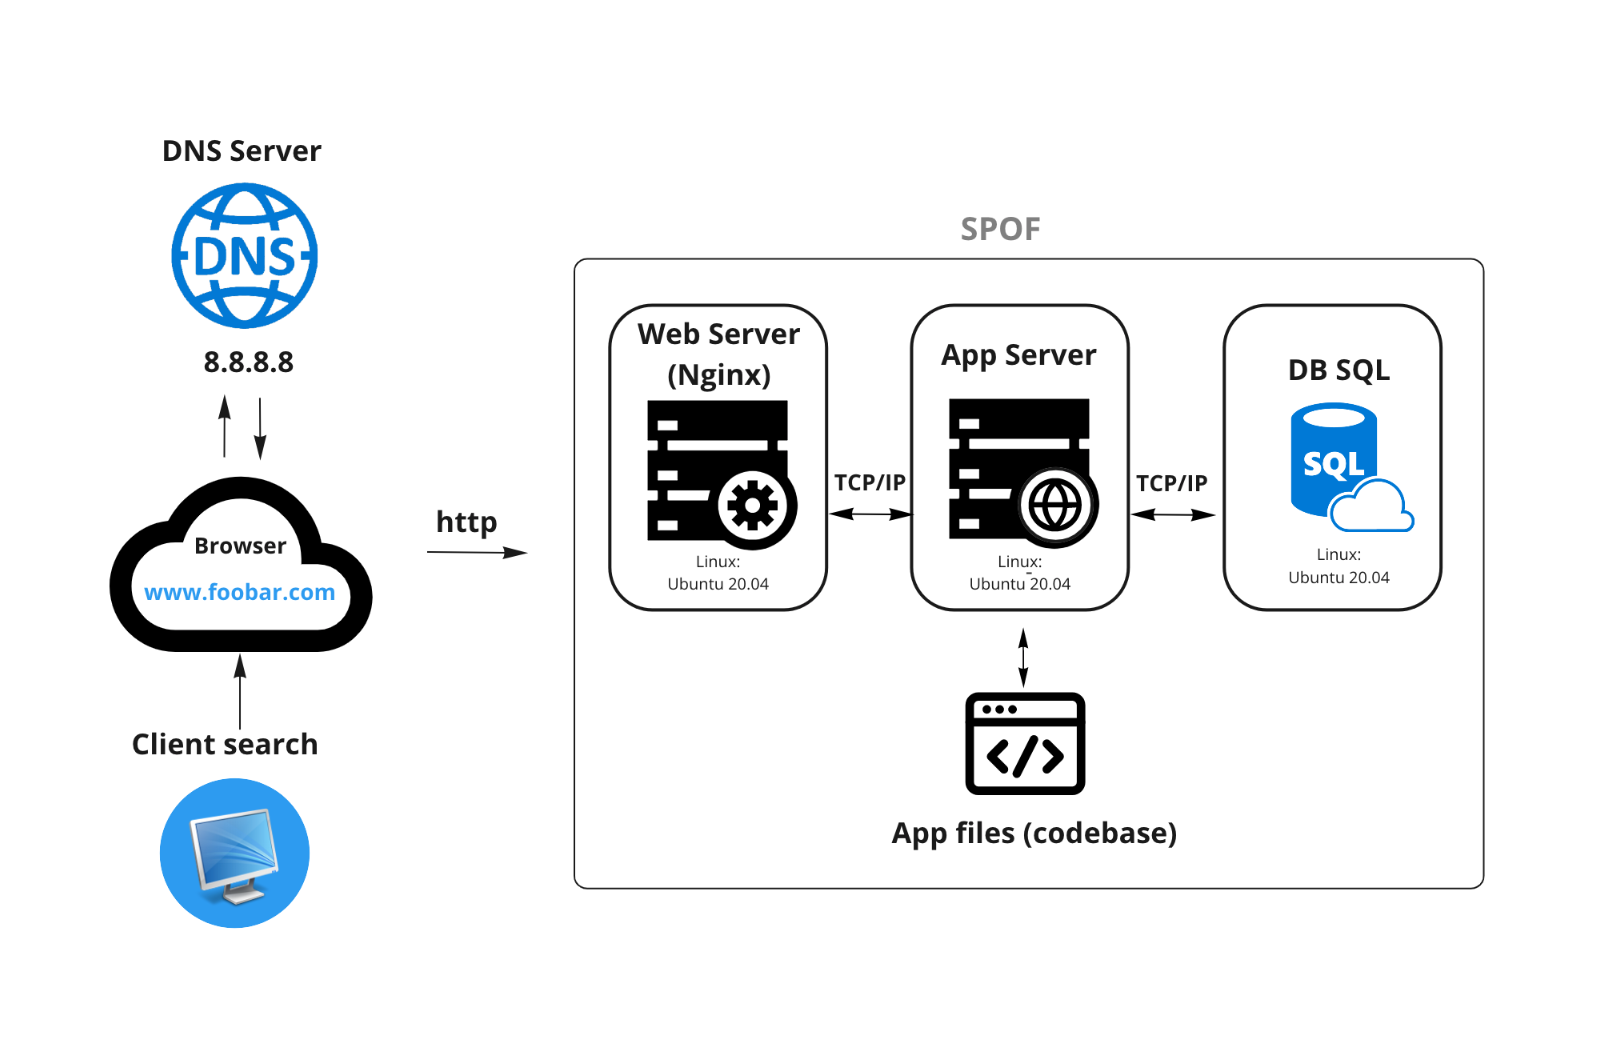 DNS Server
DNS
8.8.8.8
Browser
www.foobar.com
http
Client search
SPOF
Web Server
(Nginx)
Linux:
Ubuntu 20.04
TCP/IP
App Server
Linux:
Ubuntu 20.04
TCP/IP
DB SQL
SQL
Linux:
Ubuntu 20.04
</>
App files (codebase)